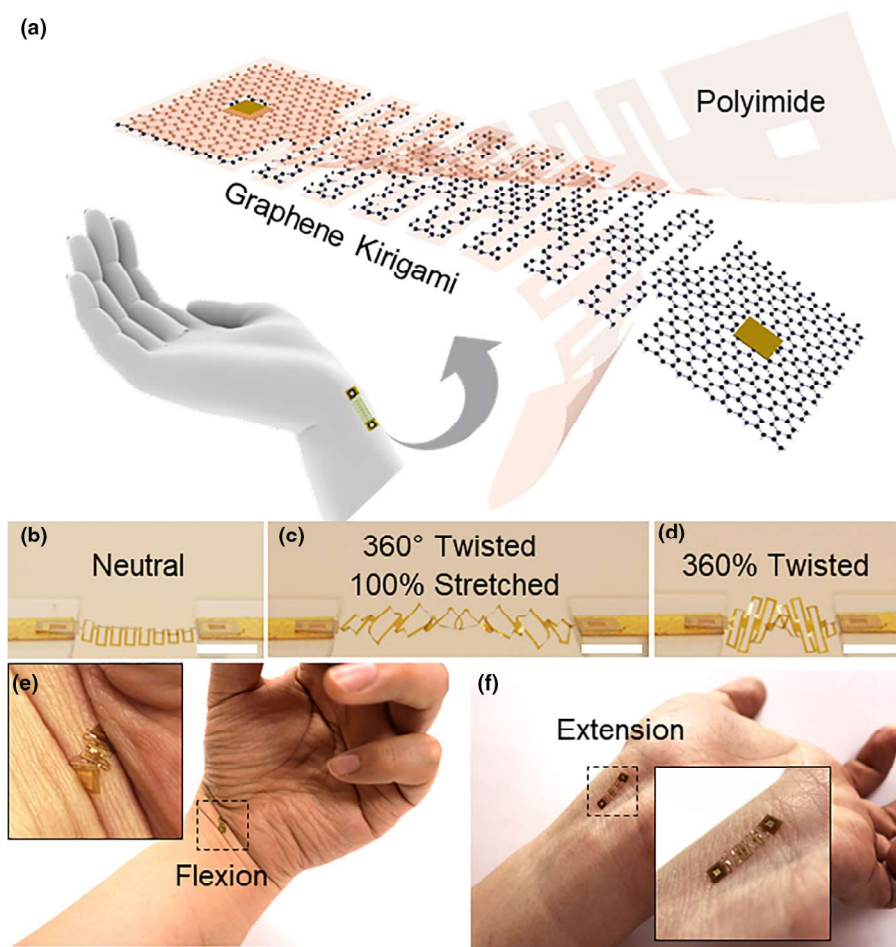 (a)
Polyimide
Graphene Kirigami
(b)
Neutral
(c)
360° Twisted
100% Stretched
(d)
360% Twisted
(e)
Flexion
(f)
Extension